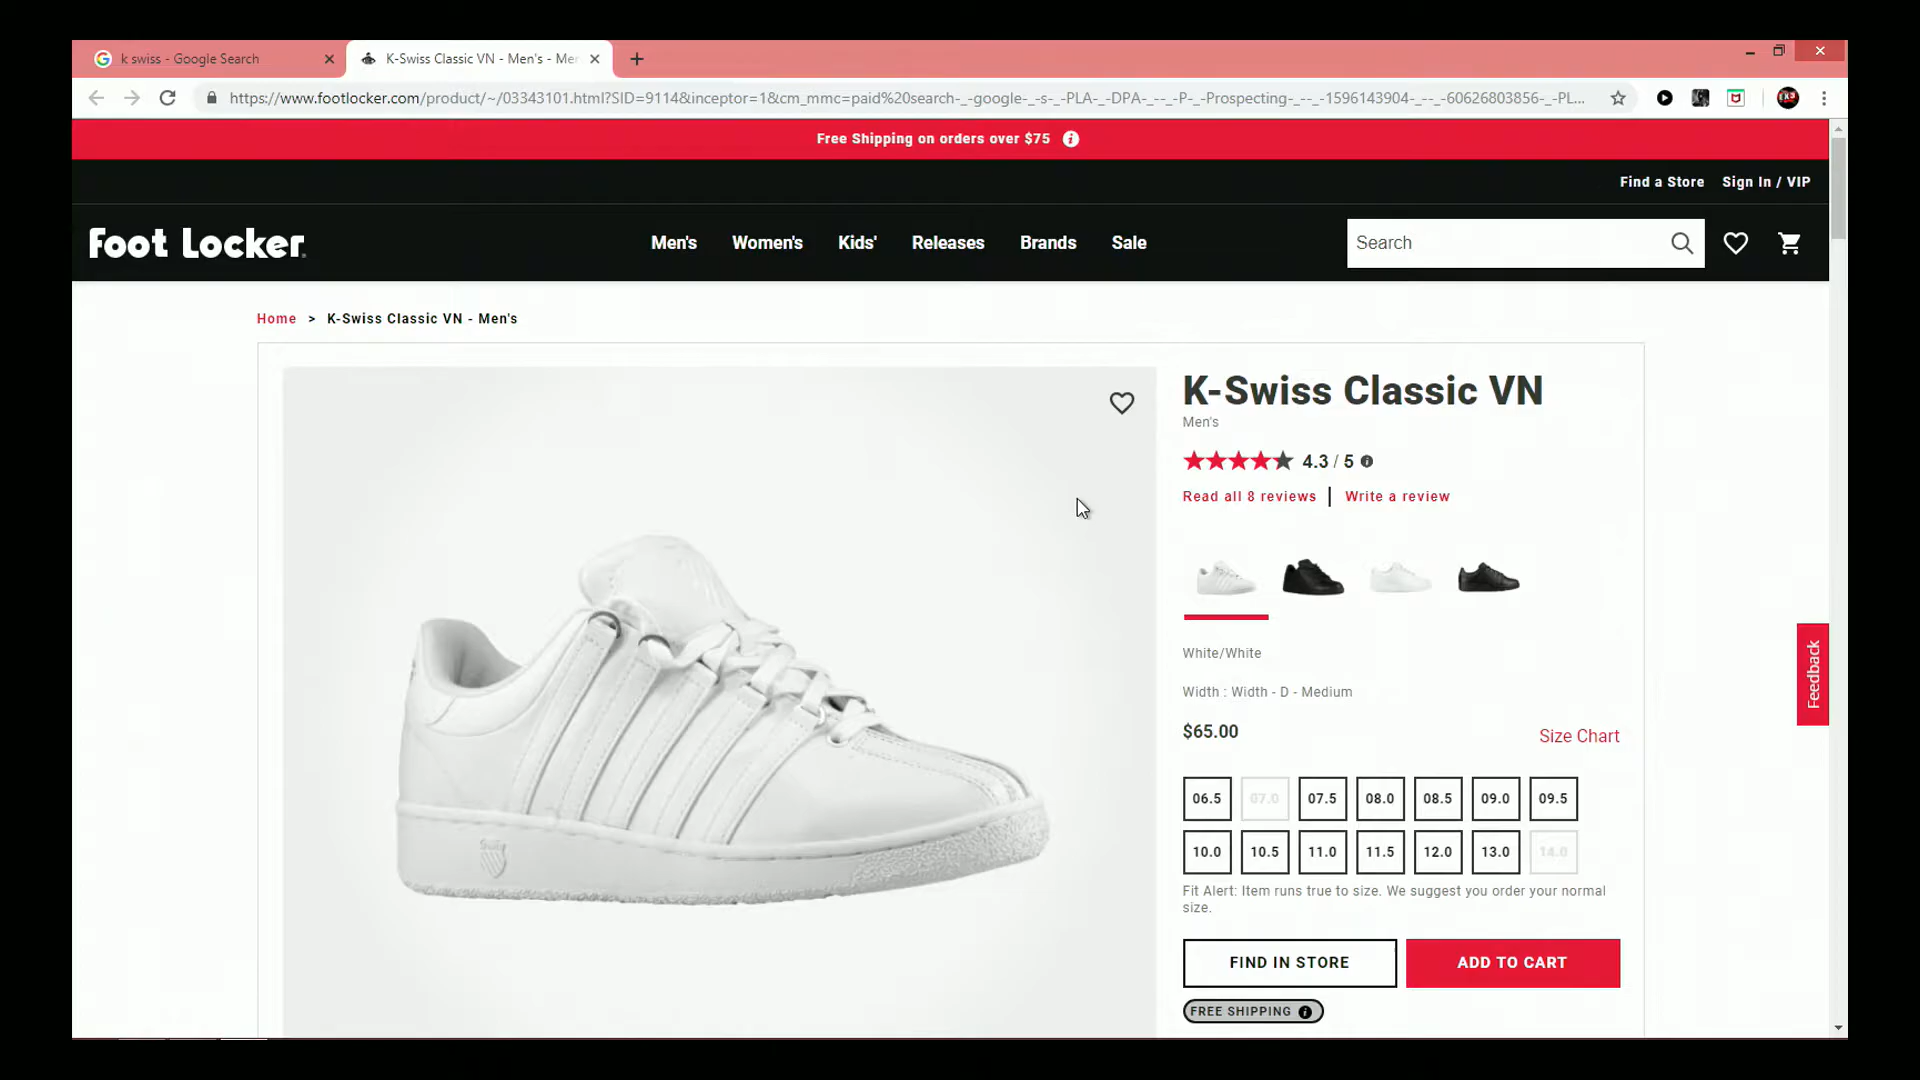 k swiss - Google Search
K-Swiss Classic VN - Men's - Mer
https://www.footlocker.com/product/~/03343101.html?SID=9114&inceptor=1&cm_mmc=paid%20search-_-google-_-s-_-PLA-_-DPA-_--_-P-_-Prospecting-_--_-1596143904-_--_-60626803856-_-PL...
Free Shipping on orders over $75
Find a Store Sign In / VIP
Foot Locker
Men's Women's Kids' Releases Brands Sale
Search
Home > K-Swiss Classic VN - Men's
K-Swiss Classic VN
Men's
4.3 / 5
Read all 8 reviews | Write a review
White/White
Width : Width - D - Medium
$65.00
Size Chart
06.5 07.0 07.5 08.0 08.5 09.0 09.5
10.0 10.5 11.0 11.5 12.0 13.0 14.0
Fit Alert: Item runs true to size. We suggest you order your normal
size.
FIND IN STORE ADD TO CART
FREE SHIPPING
Feedback